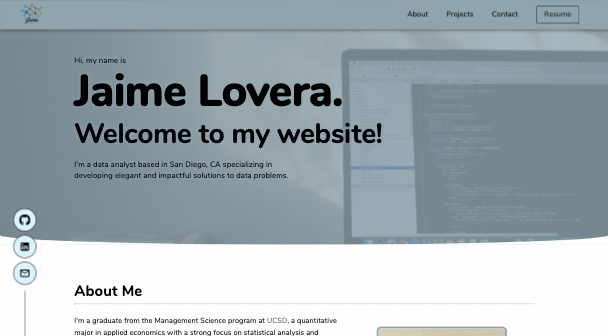 About Projects Contact Resume
Hi, my name is
Jaime Lovera.
Welcome to my website!
I'm a data analyst based in San Diego, CA specializing in
developing elegant and impactful solutions to data problems.
About Me
I'm a graduate from the Management Science program at UCSD, a quantitative
major in applied economics with a strong focus on statistical analysis and